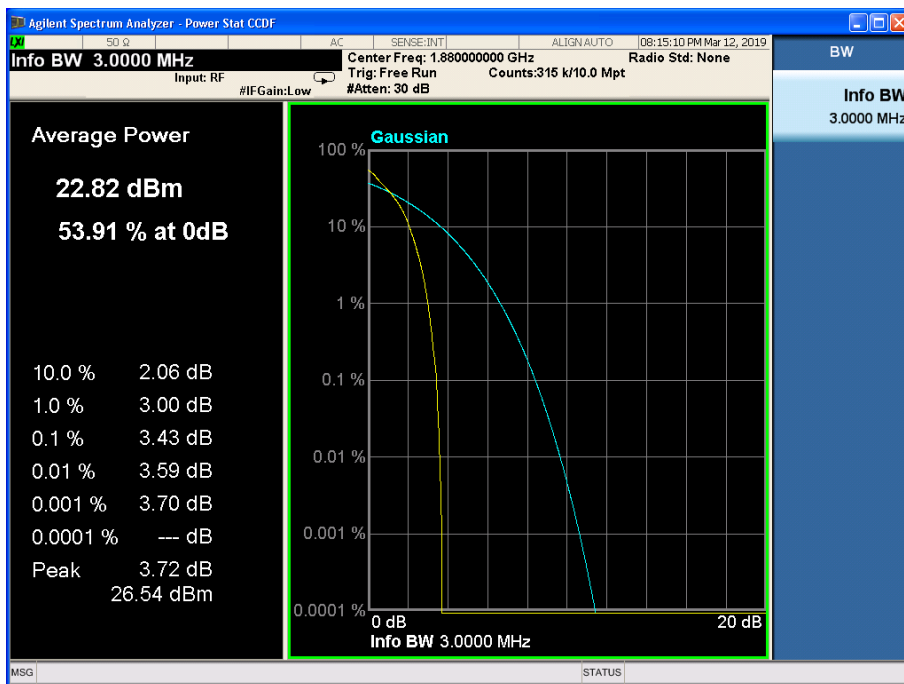 Agilent Spectrum Analyzer - Power Stat CCDF
LXI 50 Ω AC SENSE:INT ALIGN AUTO 08:15:10 PM Mar 12, 2019
Info BW 3.0000 MHz
Center Freq: 1.880000000 GHz Radio Std: None
Input: RF Trig: Free Run Counts:315 k/10.0 Mpt
#IFGain:Low #Atten: 30 dB
BW
Info BW
3.0000 MHz
Average Power
22.82 dBm
53.91 % at 0dB
10.0 % 2.06 dB
1.0 % 3.00 dB
0.1 % 3.43 dB
0.01 % 3.59 dB
0.001 % 3.70 dB
0.0001 % --- dB
Peak 3.72 dB
26.54 dBm
Gaussian
100 %
10 %
1 %
0.1 %
0.01 %
0.001 %
0.0001 %
0 dB 20 dB
Info BW 3.0000 MHz
MSG STATUS